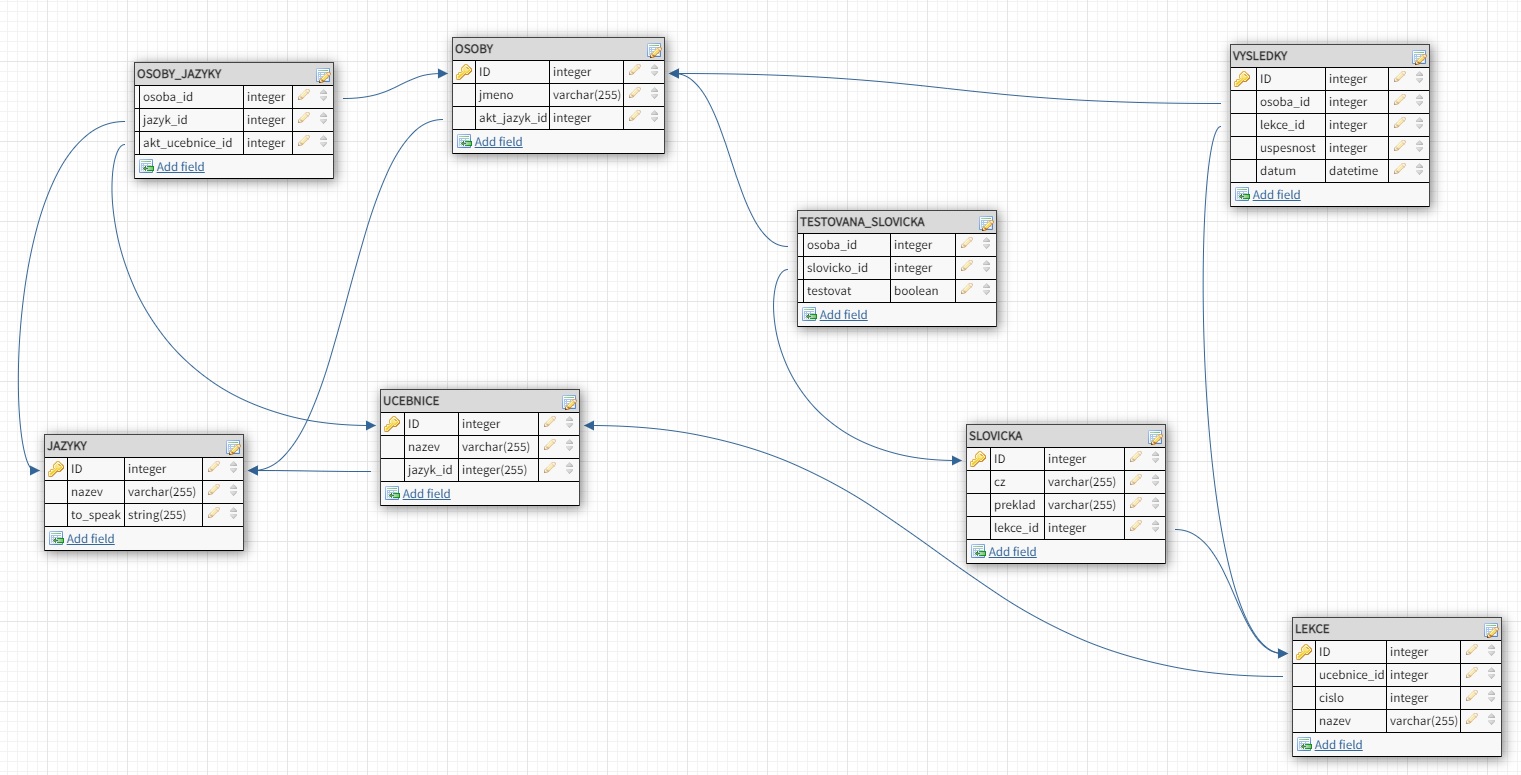 OSOBY_JAZYKY
osoba_id integer
jazyk_id integer
akt_ucebnice_id integer
Add field
OSOBY
ID integer
jmeno varchar(255)
akt_jazyk_id integer
Add field
VYSLEDKY
ID integer
osoba_id integer
lekce_id integer
uspesnost integer
datum datetime
Add field
TESTOVANA_SLOVICKA
osoba_id integer
slovicko_id integer
testovat boolean
Add field
UCEBNICE
ID integer
nazev varchar(255)
jazyk_id integer(255)
Add field
JAZYKY
ID integer
nazev varchar(255)
to_speak string(255)
Add field
SLOVICKA
ID integer
cz varchar(255)
preklad varchar(255)
lekce_id integer
Add field
LEKCE
ID integer
ucebnice_id integer
cislo integer
nazev varchar(255)
Add field